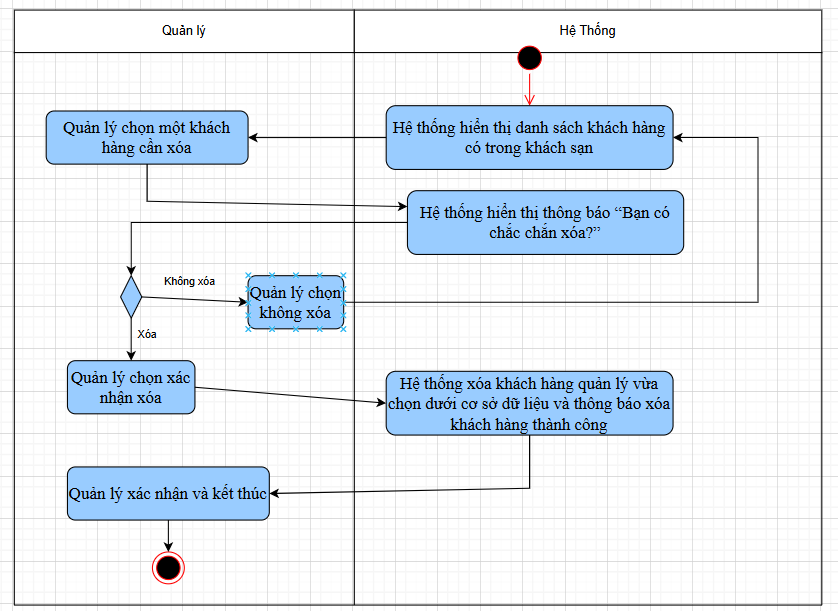 Quản lý
Hệ Thống
Quản lý chọn một khách
hàng cần xóa
Hệ thống hiển thị danh sách khách hàng
có trong khách sạn
Hệ thống hiển thị thông báo “Bạn có
chắc chắn xóa?”
Không xóa
Quản lý chọn
không xóa
Xóa
Quản lý chọn xác
nhận xóa
Hệ thống xóa khách hàng quản lý vừa
chọn dưới cơ sở dữ liệu và thông báo xóa
khách hàng thành công
Quản lý xác nhận và kết thúc